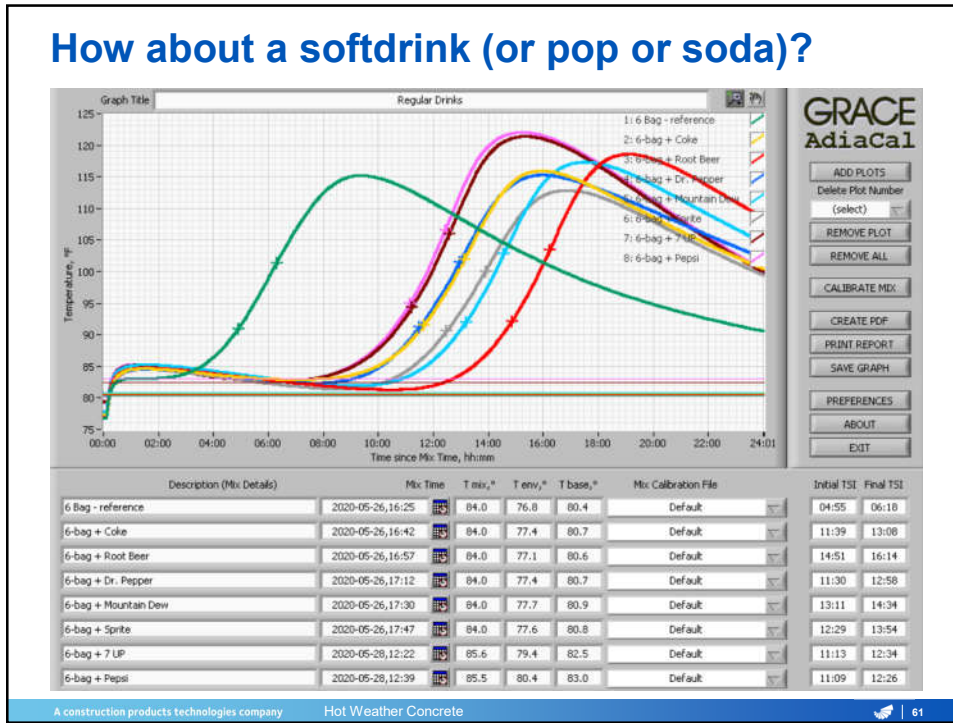 How about a softdrink (or pop or soda)?
Graph Title Regular Drinks
GRACE
AdiaCal
1: 6 Bag - reference
2: 6-bag + Coke
3: 6-bag + Root Beer
4: 6-bag + Dr. Pepper
5: 6-bag + Mountain Dew
6: 6-bag + Sprite
7: 6-bag + 7 UP
8: 6-bag + Pepsi
ADD PLOTS
Delete Plot Number
(select)
REMOVE PLOT
REMOVE ALL
CALIBRATE MIX
CREATE PDF
PRINT REPORT
SAVE GRAPH
PREFERENCES
ABOUT
EXIT
Temperature, °F
125
120
115
110
105
100
95
90
85
80
75
00:00 02:00 04:00 06:00 08:00 10:00 12:00 14:00 16:00 18:00 20:00 22:00 24:01
Time since Mix Time, hh:mm
Description (Mix Details) Mix Time T mix,° T env,° T base,° Mix Calibration File Initial TSI Final TSI
6 Bag - reference 2020-05-26,16:25 84.0 76.8 80.4 Default 04:55 06:18
6-bag + Coke 2020-05-26,16:42 84.0 77.4 80.7 Default 11:39 13:08
6-bag + Root Beer 2020-05-26,16:57 84.0 77.1 80.6 Default 14:51 16:14
6-bag + Dr. Pepper 2020-05-26,17:12 84.0 77.4 80.7 Default 11:30 12:58
6-bag + Mountain Dew 2020-05-26,17:30 84.0 77.7 80.9 Default 13:11 14:34
6-bag + Sprite 2020-05-26,17:47 84.0 77.6 80.8 Default 12:29 13:54
6-bag + 7 UP 2020-05-28,12:22 85.6 79.4 82.5 Default 11:13 12:34
6-bag + Pepsi 2020-05-28,12:39 85.5 80.4 83.0 Default 11:09 12:26
A construction products technologies company Hot Weather Concrete 61